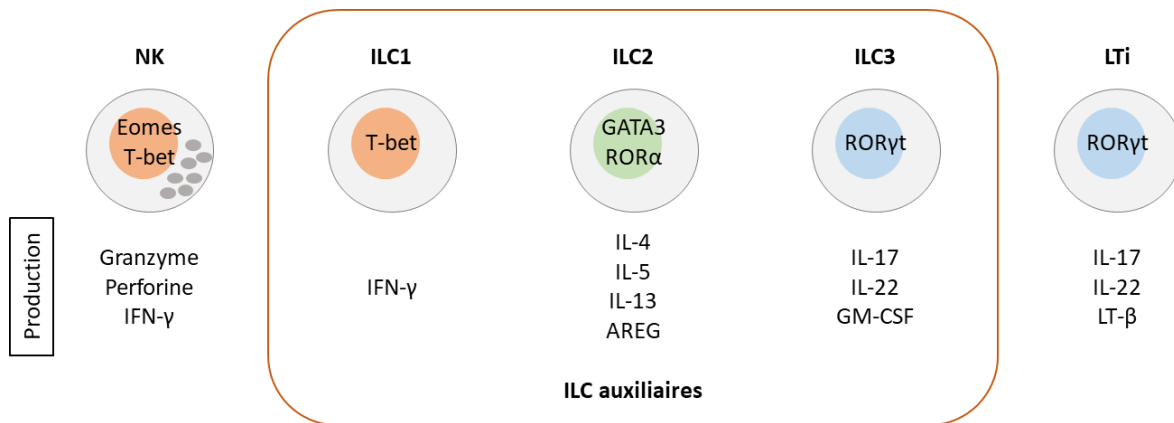 NK
ILC1
ILC2
ILC3
LTi
Eomes
T-bet
T-bet
GATA3
RORα
RORγt
RORγt
Production
Granzyme
Perforine
IFN-γ
IFN-γ
IL-4
IL-5
IL-13
AREG
IL-17
IL-22
GM-CSF
IL-17
IL-22
LT-β
ILC auxiliaires